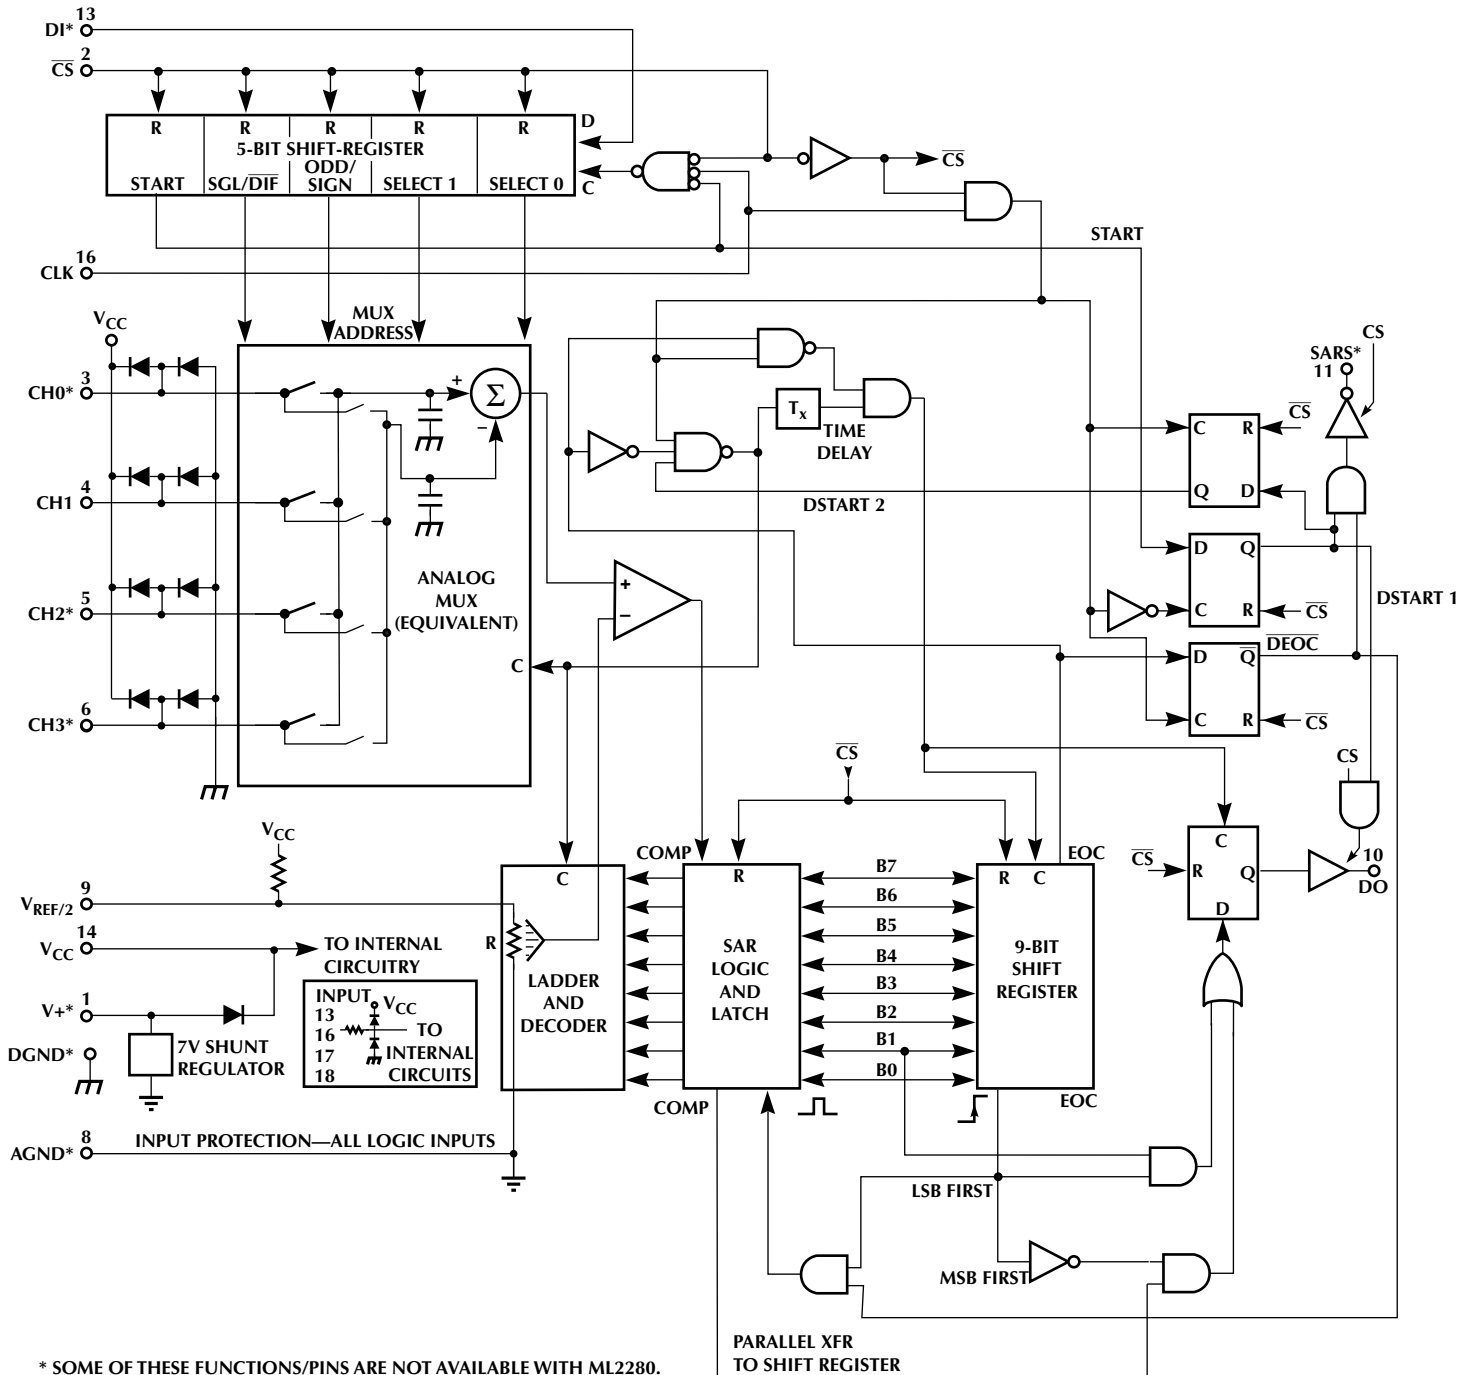 13
DI*
2
CS
R R R R R
D
5-BIT SHIFT-REGISTER
START
SGL/DIF
ODD/
SIGN
SELECT 1
SELECT 0
C
CS
START
16
CLK
VCC
MUX
ADDRESS
3
CH0*
+
Σ
–
TX
TIME
DELAY
CS
SARS*
11
C R
CS
Q D
DSTART 2
4
CH1
D Q
C R
CS
DSTART 1
ANALOG
MUX
(EQUIVALENT)
+
–
5
CH2*
DEOC
D Q
C R
CS
C
6
CH3*
CS
CS
VCC
COMP
R
R C
EOC
C
CS
R Q
D
10
DO
9
VREF/2
14
VCC
TO INTERNAL
CIRCUITRY
C
R
LADDER
AND
DECODER
SAR
LOGIC
AND
LATCH
B7
B6
B5
B4
B3
B2
B1
B0
9-BIT
SHIFT
REGISTER
1
V+*
INPUT
13
16
17
18
VCC
TO
INTERNAL
CIRCUITS
DGND*
7V SHUNT
REGULATOR
COMP
EOC
8
AGND*
INPUT PROTECTION—ALL LOGIC INPUTS
LSB FIRST
MSB FIRST
PARALLEL XFR
TO SHIFT REGISTER
* SOME OF THESE FUNCTIONS/PINS ARE NOT AVAILABLE WITH ML2280.